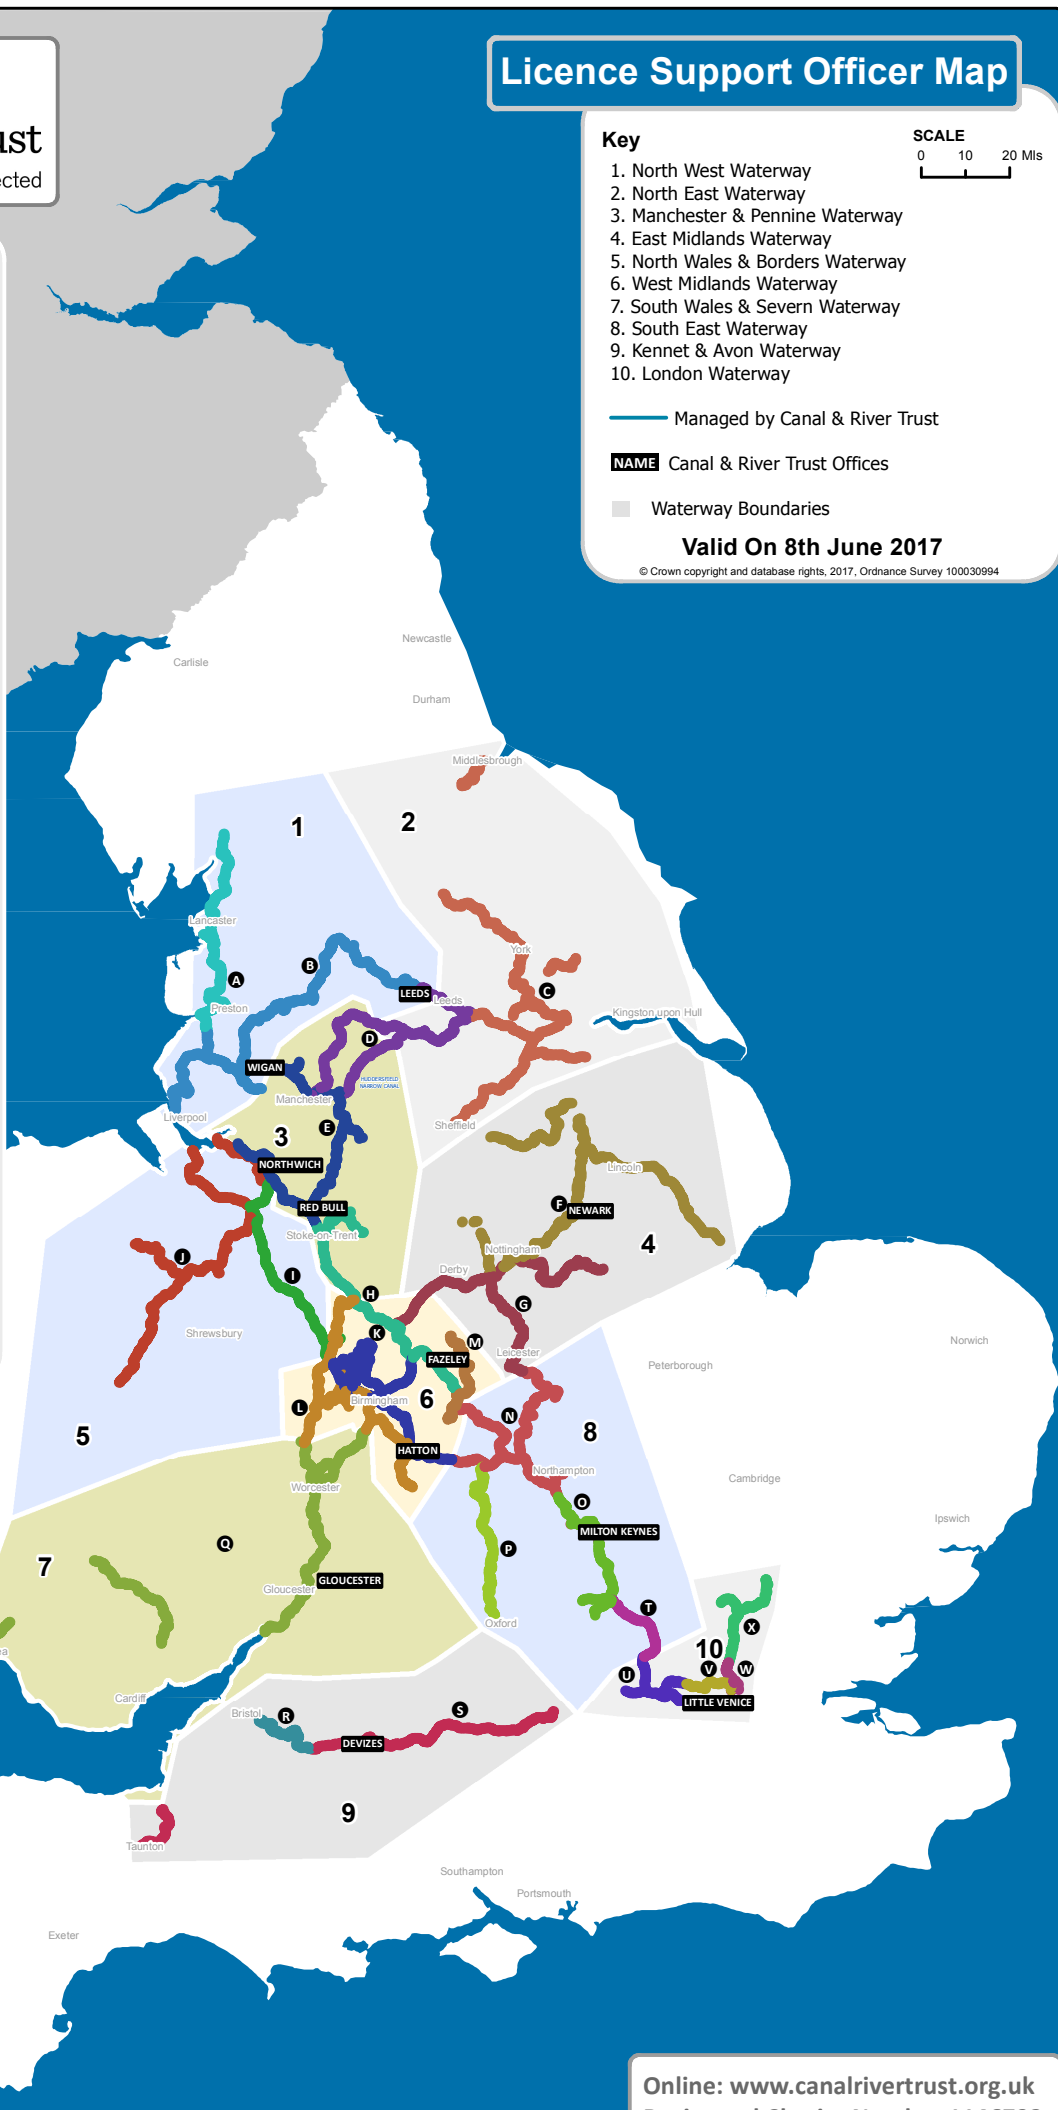 ust
ected
Licence Support Officer Map
Key
SCALE
0 10 20 Mls
1. North West Waterway
2. North East Waterway
3. Manchester & Pennine Waterway
4. East Midlands Waterway
5. North Wales & Borders Waterway
6. West Midlands Waterway
7. South Wales & Severn Waterway
8. South East Waterway
9. Kennet & Avon Waterway
10. London Waterway
Managed by Canal & River Trust
NAME Canal & River Trust Offices
Waterway Boundaries
Valid On 8th June 2017
© Crown copyright and database rights, 2017, Ordnance Survey 100030994
Newcastle
Carlisle
Durham
Middlesbrough
1
2
Lancaster
York
B
A
C
LEEDS
Leeds
Preston
Kingston upon Hull
D
WIGAN
HUDDERSFIELD
NARROW CANAL
Manchester
Liverpool
Sheffield
E
3
NORTHWICH
Lincoln
F
RED BULL
NEWARK
Stoke-on-Trent
4
Nottingham
J
Derby
I
H
G
Shrewsbury
K
M
Norwich
Leicester
FAZELEY
Peterborough
Birmingham
6
L
N
5
8
HATTON
Northampton
Cambridge
Worcester
O
Ipswich
MILTON KEYNES
Q
P
7
GLOUCESTER
Gloucester
T
Oxford
X
ea
10
V
W
U
Cardiff
LITTLE VENICE
Bristol
R
S
DEVIZES
9
Taunton
Southampton
Portsmouth
Exeter
Online: www.canalrivertrust.org.uk